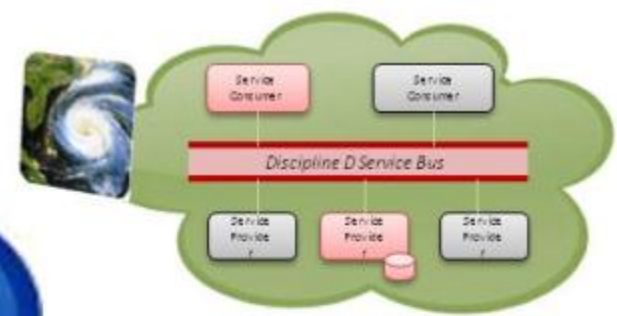 Service
Consumer
Service
Consumer
Discipline D Service Bus
Service
Provide
r
Service
Provide
r
Service
Provide
r